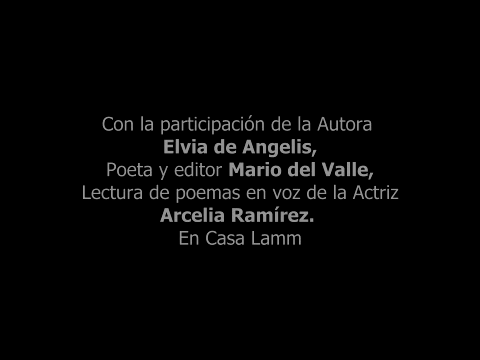 Con la participación de la Autora
Elvia de Angelis,
Poeta y editor Mario del Valle,
Lectura de poemas en voz de la Actriz
Arcelia Ramírez.
En Casa Lamm